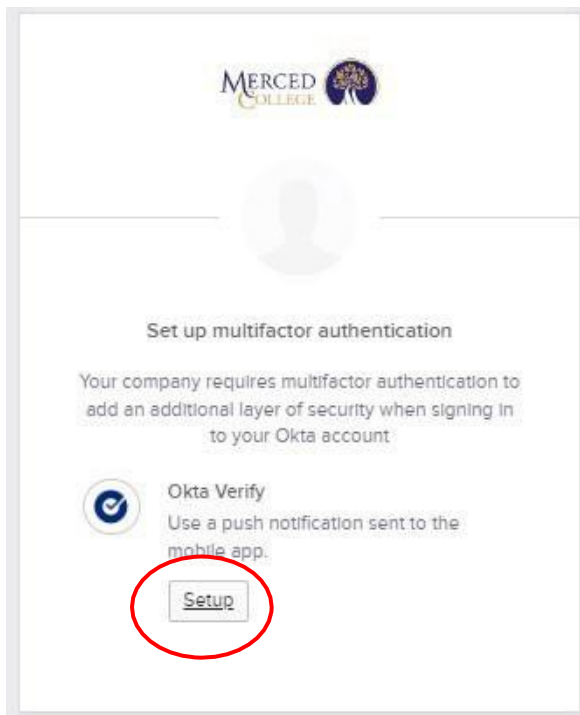 MERCED
COLLEGE
Set up multifactor authentication
Your company requires multifactor authentication to
add an additional layer of security when signing in
to your Okta account
Okta Verify
Use a push notification sent to the
mobile app.
Setup